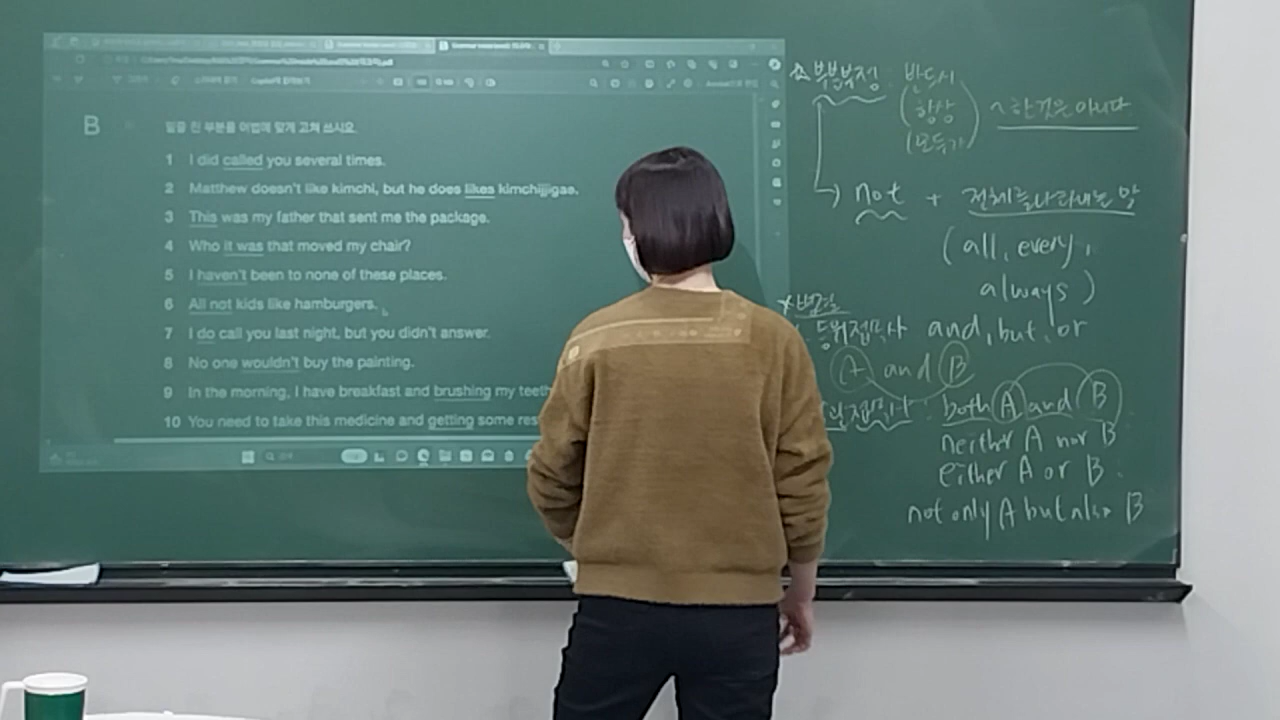 B
밑줄 친 부분을 어법에 맞게 고쳐 쓰시오.
1 I did called you several times.
2 Matthew doesn't like kimchi, but he does likes kimchijjigae.
3 This was my father that sent me the package.
4 Who it was that moved my chair?
5 I haven't been to none of these places.
6 All not kids like hamburgers.
7 I do call you last night, but you didn't answer.
8 No one wouldn't buy the painting.
9 In the morning, I have breakfast and brushing my teeth
10 You need to take this medicine and getting some res
☆ 부분부정: 반드시
(항상) ~한 것은 아니다
(모두가)
→ not + 전체를 나타내는 말
(all, every,
always)
*병렬
등위접속사 and, but, or
A and B
상관접속사: both A and B
neither A nor B
either A or B.
not only A but also B